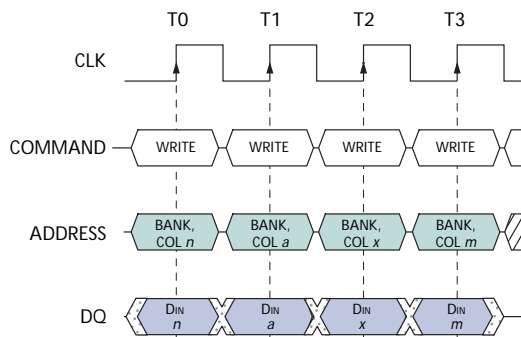 T0 T1 T2 T3
CLK
COMMAND WRITE WRITE WRITE WRITE
ADDRESS
BANK, BANK, BANK, BANK,
COL n COL a COL x COL m
DQ
DIN DIN DIN DIN
n a x m